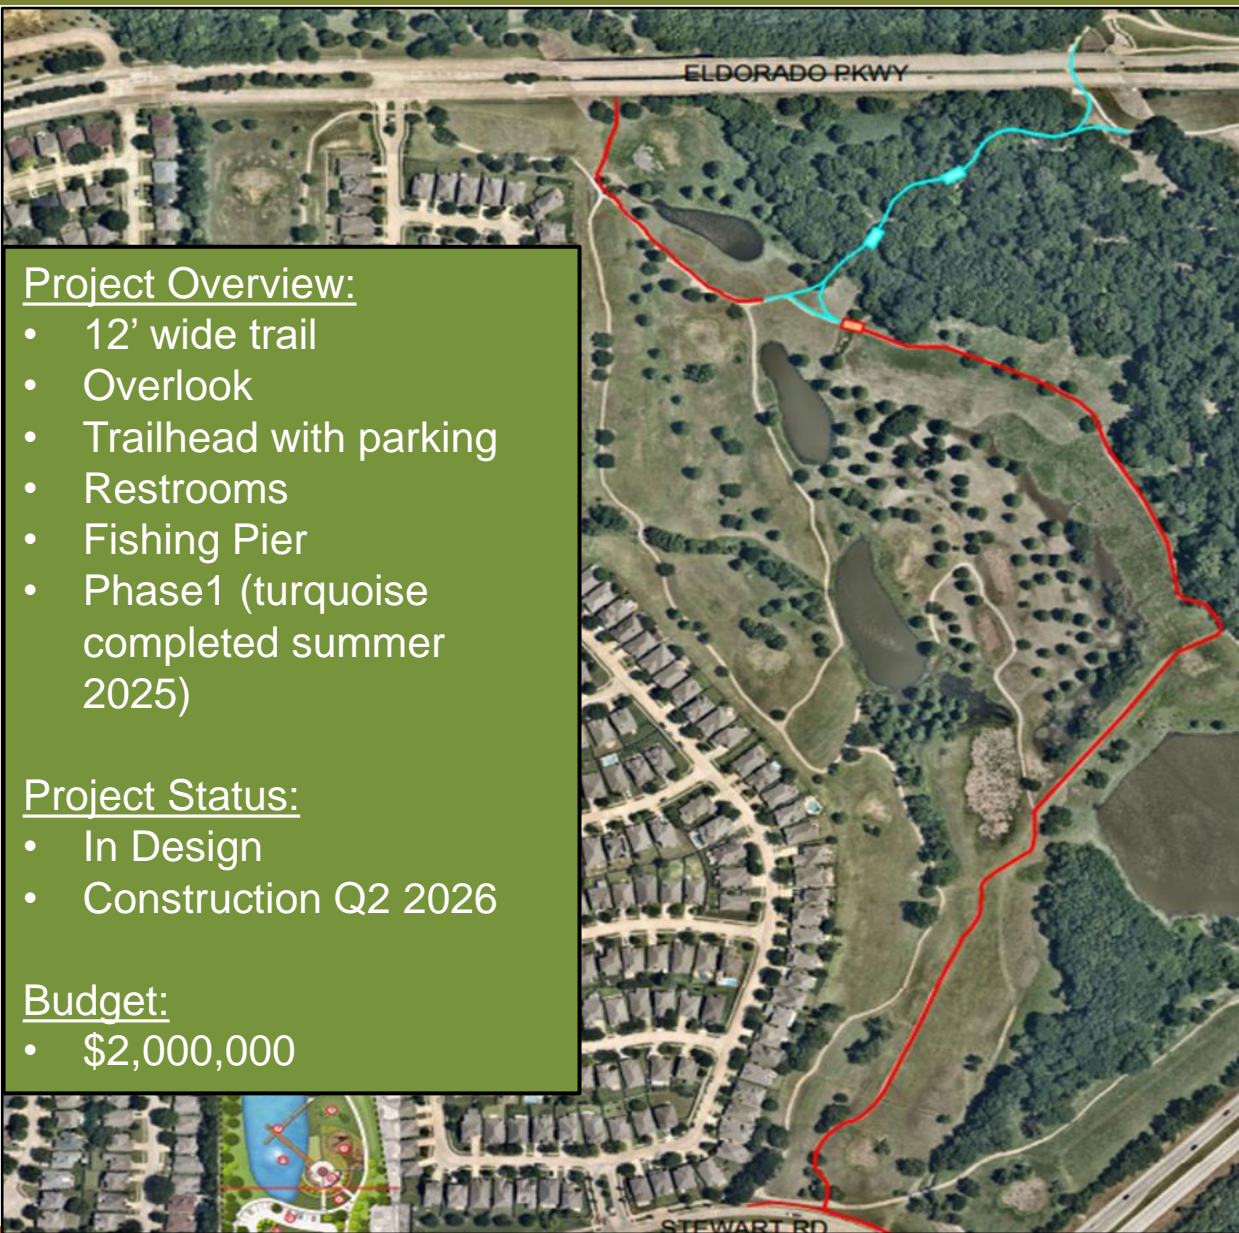 ELDORADO PKWY
Project Overview:
• 12’ wide trail
• Overlook
• Trailhead with parking
• Restrooms
• Fishing Pier
• Phase1 (turquoise
completed summer
2025)
Project Status:
• In Design
• Construction Q2 2026
Budget:
• $2,000,000
STEWART RD